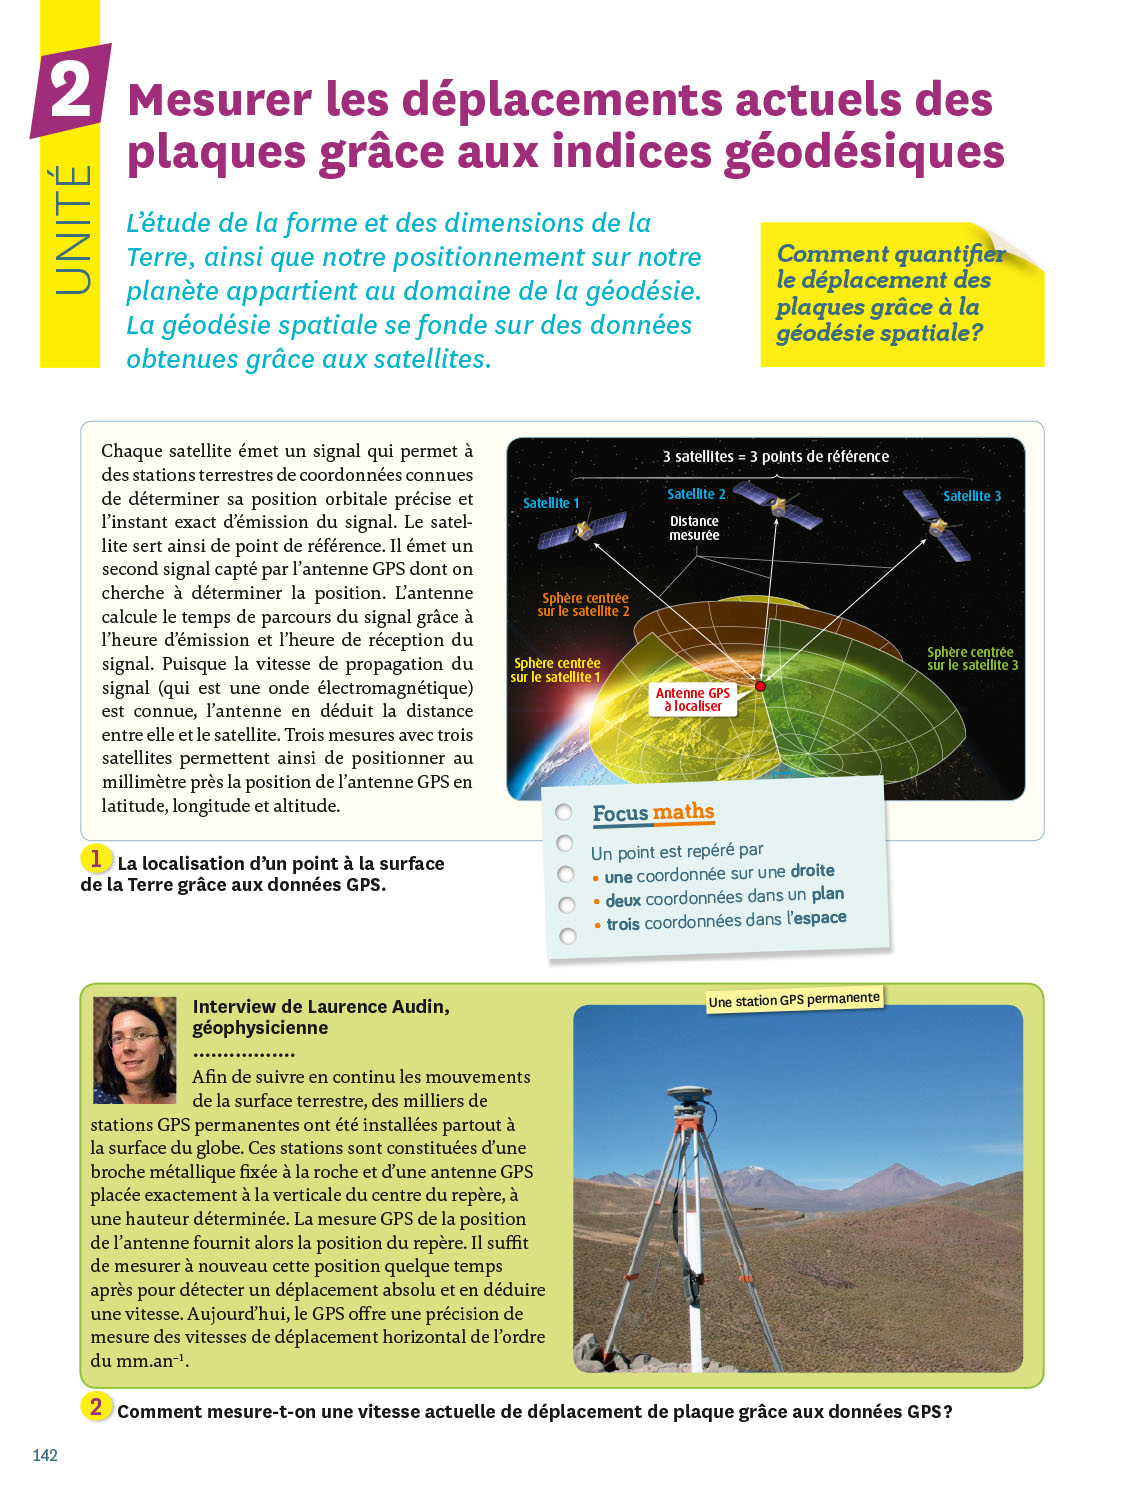 2
UNITÉ
Mesurer les déplacements actuels des
plaques grâce aux indices géodésiques
L'étude de la forme et des dimensions de la
Terre, ainsi que notre positionnement sur notre
planète appartient au domaine de la géodésie.
La géodésie spatiale se fonde sur des données
obtenues grâce aux satellites.
Comment quantifier
le déplacement des
plaques grâce à la
géodésie spatiale?
Chaque satellite émet un signal qui permet à
des stations terrestres de coordonnées connues
de déterminer sa position orbitale précise et
l'instant exact d'émission du signal. Le satel-
lite sert ainsi de point de référence. Il émet un
second signal capté par l'antenne GPS dont on
cherche à déterminer la position. L'antenne
calcule le temps de parcours du signal grâce à
l'heure d'émission et l'heure de réception du
signal. Puisque la vitesse de propagation du
signal (qui est une onde électromagnétique)
est connue, l'antenne en déduit la distance
entre elle et le satellite. Trois mesures avec trois
satellites permettent ainsi de positionner au
millimètre près la position de l'antenne GPS en
latitude, longitude et altitude.
3 satellites = 3 points de référence
Satellite 1
Satellite 2
Satellite 3
Distance
mesurée
Sphère centrée
sur le satellite 2
Sphère centrée
sur le satellite 1
Sphère centrée
sur le satellite 3
Antenne GPS
à localiser
1 La localisation d'un point à la surface
de la Terre grâce aux données GPS.
Focus maths
Un point est repéré par
• une coordonnée sur une droite
• deux coordonnées dans un plan
• trois coordonnées dans l'espace
Interview de Laurence Audin,
géophysicienne
.................
Afin de suivre en continu les mouvements
de la surface terrestre, des milliers de
stations GPS permanentes ont été installées partout à
la surface du globe. Ces stations sont constituées d'une
broche métallique fixée à la roche et d'une antenne GPS
placée exactement à la verticale du centre du repère, à
une hauteur déterminée. La mesure GPS de la position
de l'antenne fournit alors la position du repère. Il suffit
de mesurer à nouveau cette position quelque temps
après pour détecter un déplacement absolu et en déduire
une vitesse. Aujourd'hui, le GPS offre une précision de
mesure des vitesses de déplacement horizontal de l'ordre
du mm.an⁻¹.
Une station GPS permanente
2 Comment mesure-t-on une vitesse actuelle de déplacement de plaque grâce aux données GPS?
142